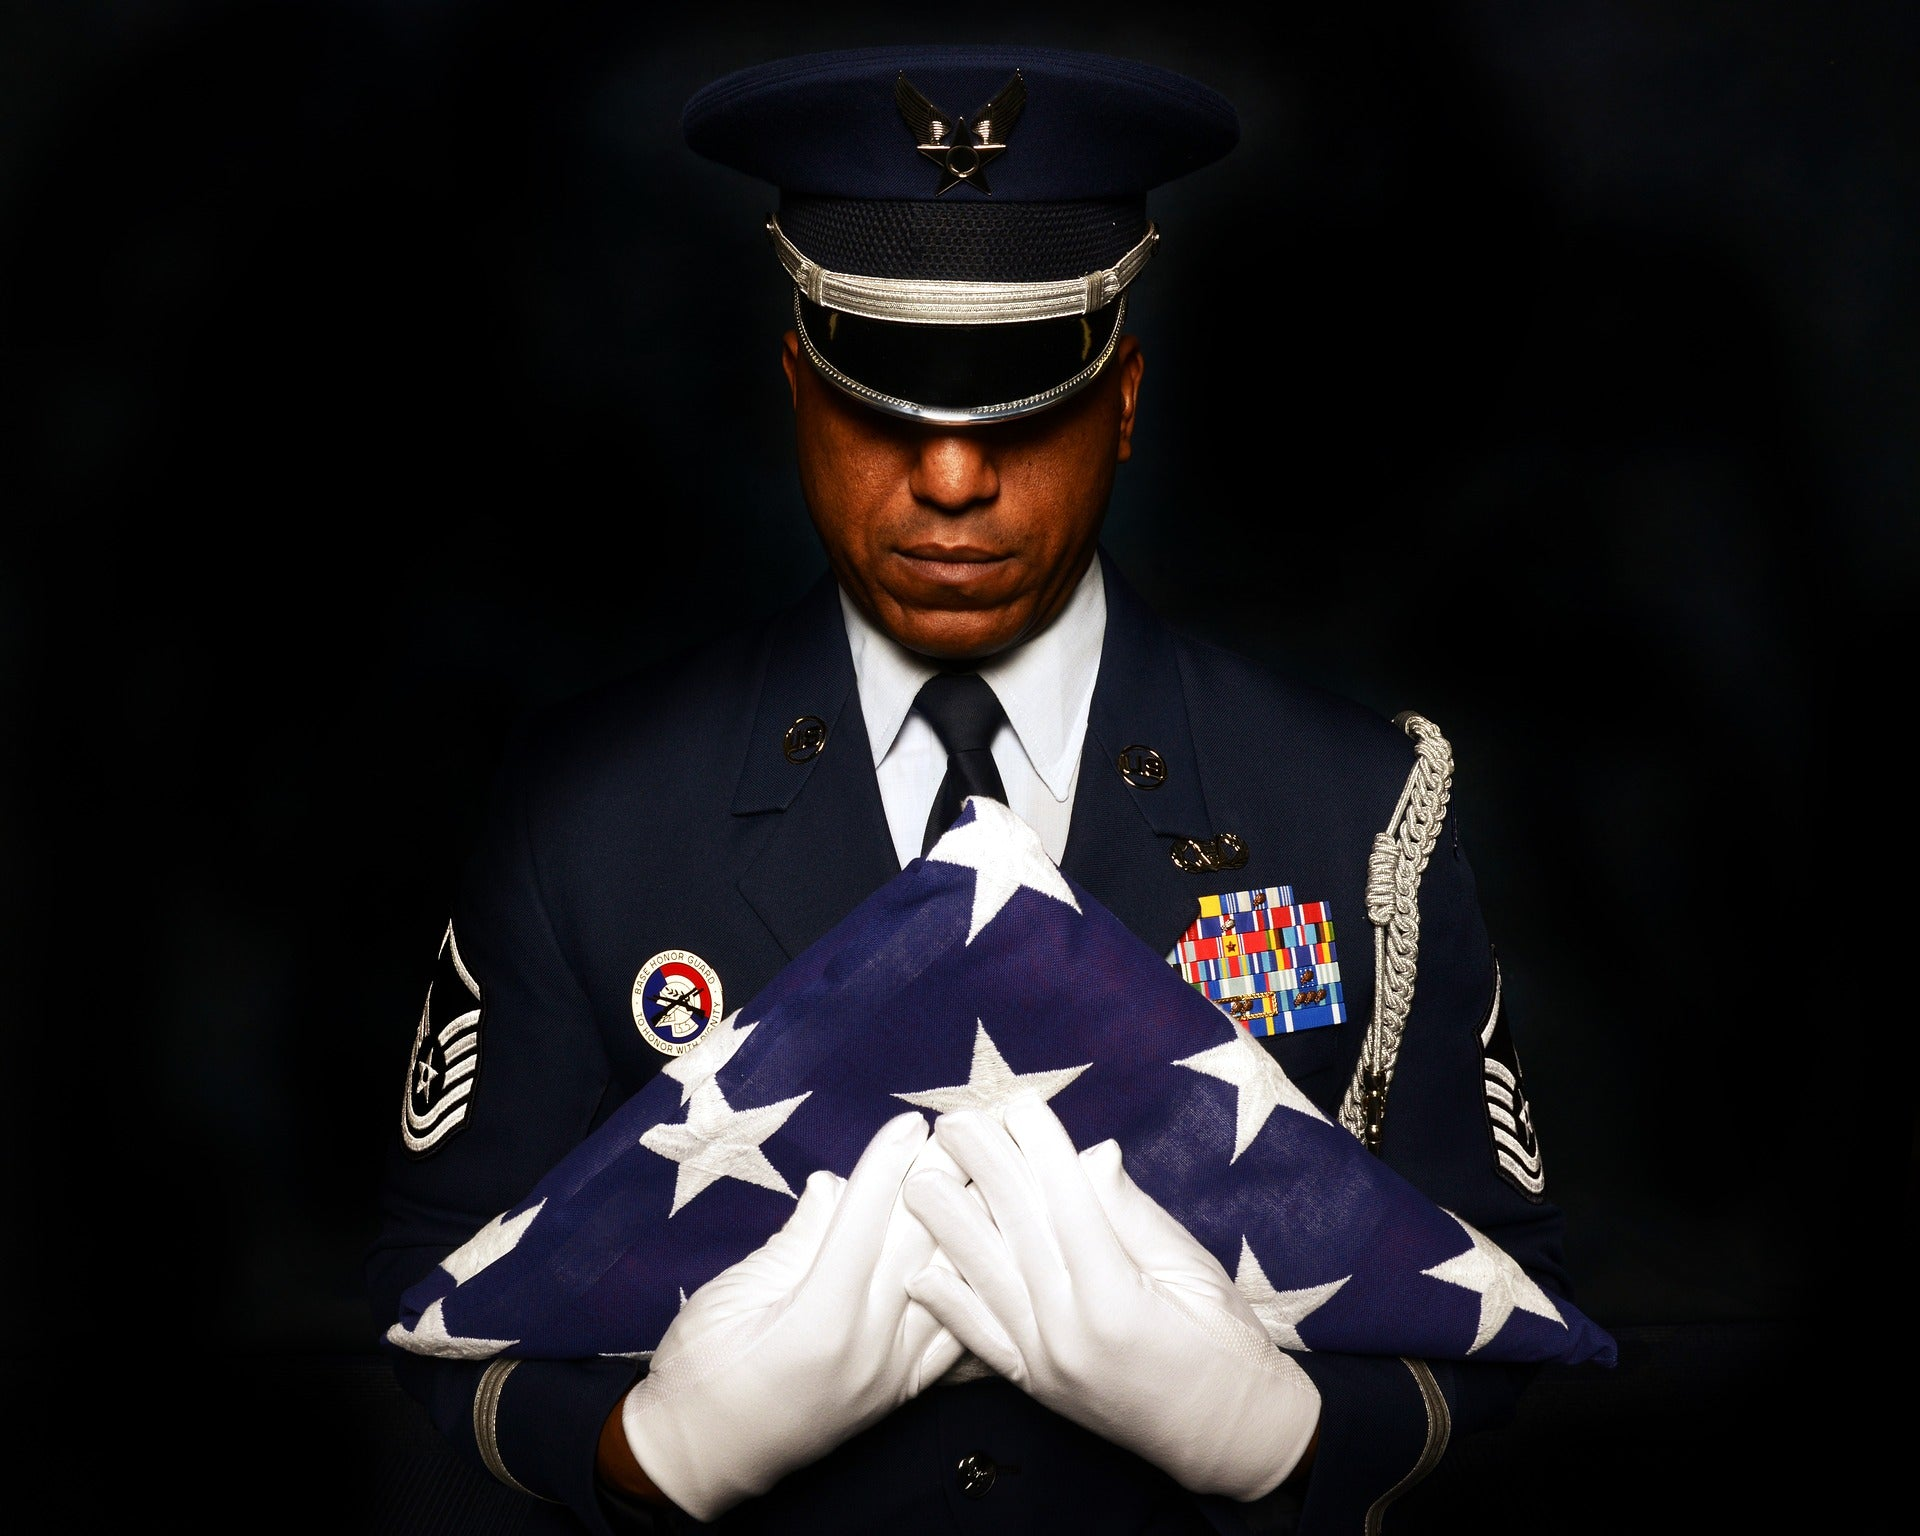 U.S.
U.S.
BASE HONOR GUARD
TO HONOR WITH DIGNITY